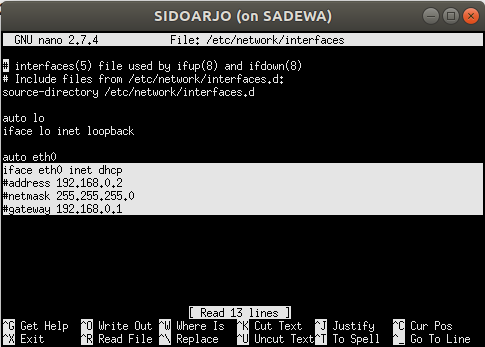 SIDOARJO (on SADEWA)
GNU nano 2.7.4 File: /etc/network/interfaces
# interfaces(5) file used by ifup(8) and ifdown(8)
# Include files from /etc/network/interfaces.d:
source-directory /etc/network/interfaces.d
auto lo
iface lo inet loopback
auto eth0
iface eth0 inet dhcp
#address 192.168.0.2
#netmask 255.255.255.0
#gateway 192.168.0.1
[ Read 13 lines ]
^G Get Help ^O Write Out ^W Where Is ^K Cut Text ^J Justify ^C Cur Pos
^X Exit ^R Read File ^\ Replace ^U Uncut Text ^T To Spell ^_ Go To Line